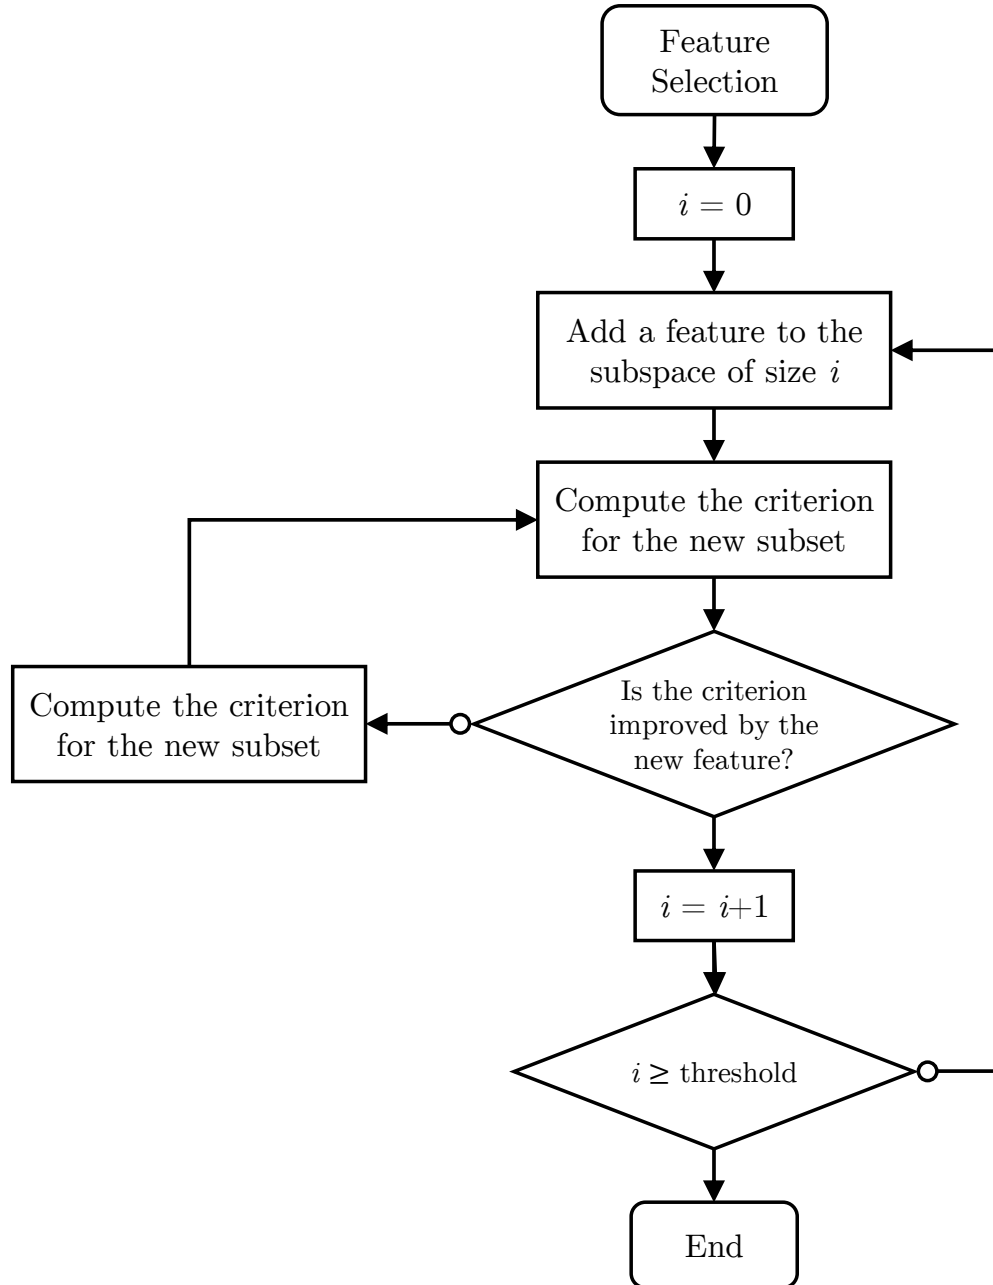 Feature
Selection
i = 0
Add a feature to the
subspace of size i
Compute the criterion
for the new subset
Is the criterion
improved by the
new feature?
Compute the criterion
for the new subset
i = i+1
i ≥ threshold
End